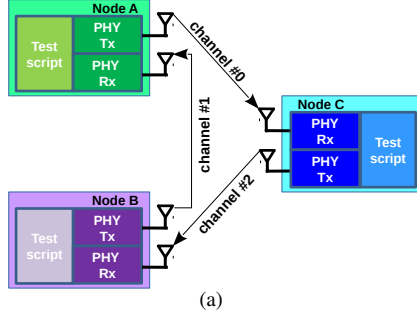 Node A
Test
script
PHY
Tx
PHY
Rx
channel #0
channel #1
Node C
PHY
Rx
PHY
Tx
Test
script
channel #2
Node B
Test
script
PHY
Tx
PHY
Rx
(a)